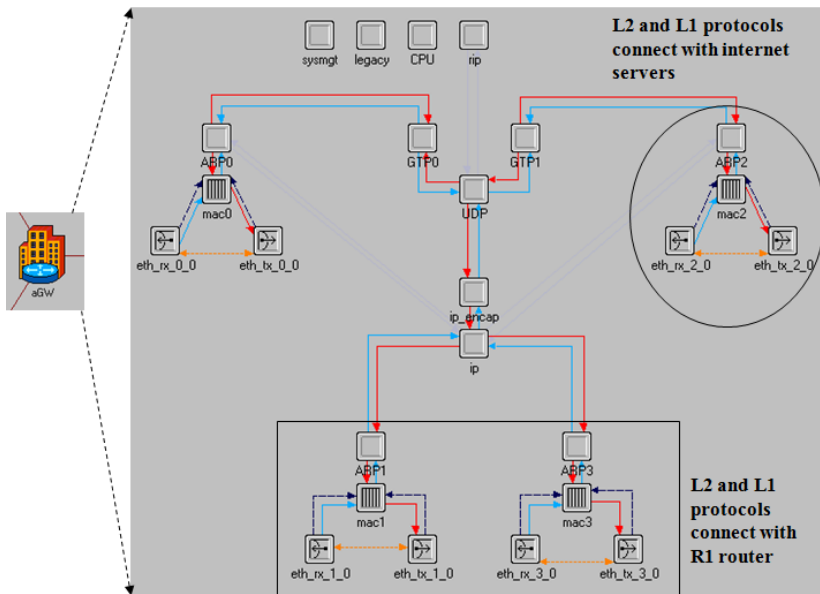 L2 and L1 protocols
connect with internet
servers
sysmgt
legacy
CPU
rip
ARP0
GTP0
GTP1
ARP2
mac0
UDP
mac2
eth_rx_0_0
eth_tx_0_0
eth_rx_2_0
eth_tx_2_0
aGW
ip_encap
ip
ARP1
ARP3
mac1
mac3
eth_rx_1_0
eth_tx_1_0
eth_rx_3_0
eth_tx_3_0
L2 and L1
protocols
connect with
R1 router